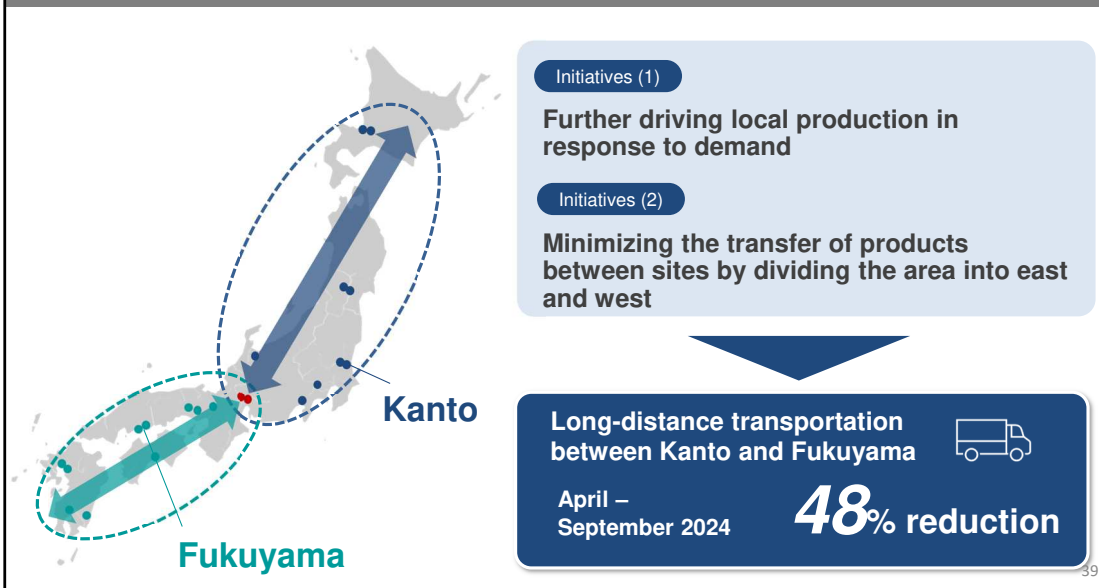 Initiatives (1)
Further driving local production in
response to demand
Initiatives (2)
Minimizing the transfer of products
between sites by dividing the area into east
and west
Kanto
Fukuyama
Long-distance transportation
between Kanto and Fukuyama
April –
September 2024
48% reduction
39